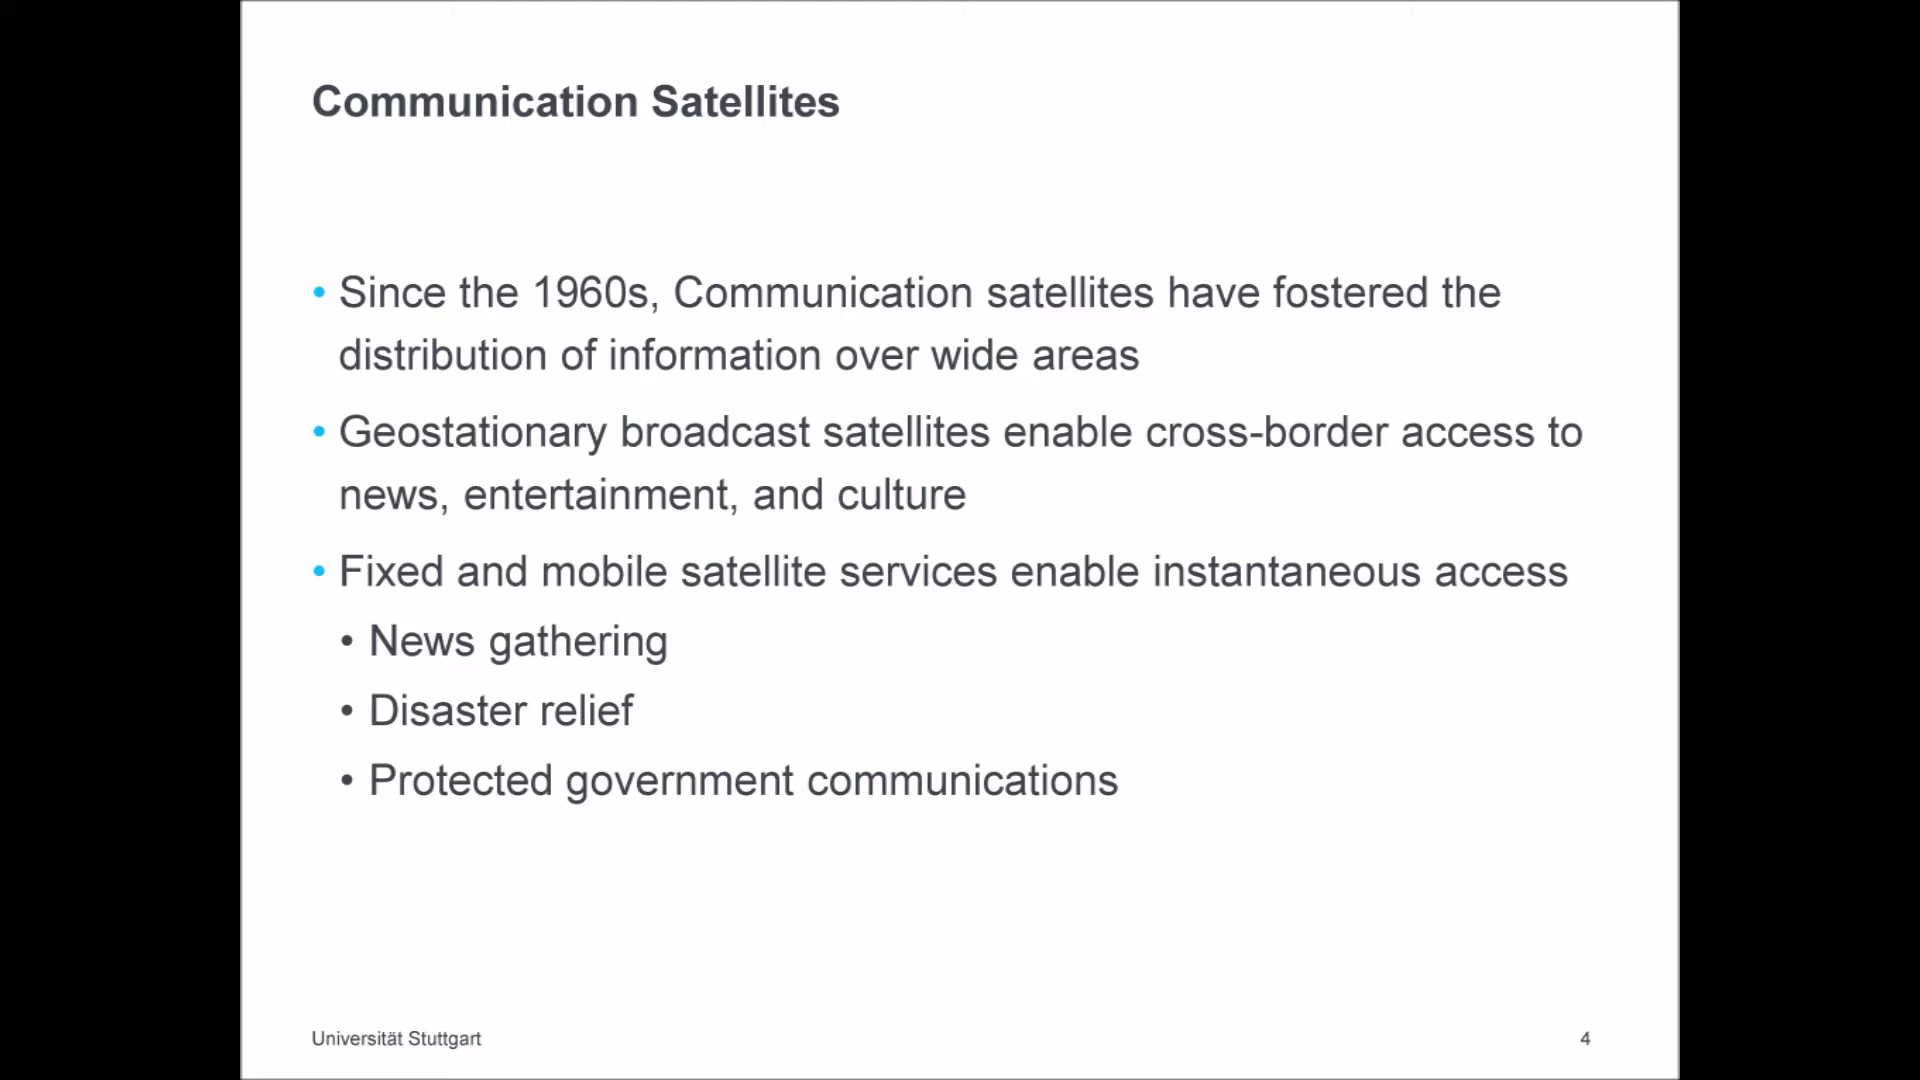 Communication Satellites
• Since the 1960s, Communication satellites have fostered the
distribution of information over wide areas
• Geostationary broadcast satellites enable cross-border access to
news, entertainment, and culture
• Fixed and mobile satellite services enable instantaneous access
• News gathering
• Disaster relief
• Protected government communications
Universität Stuttgart
4